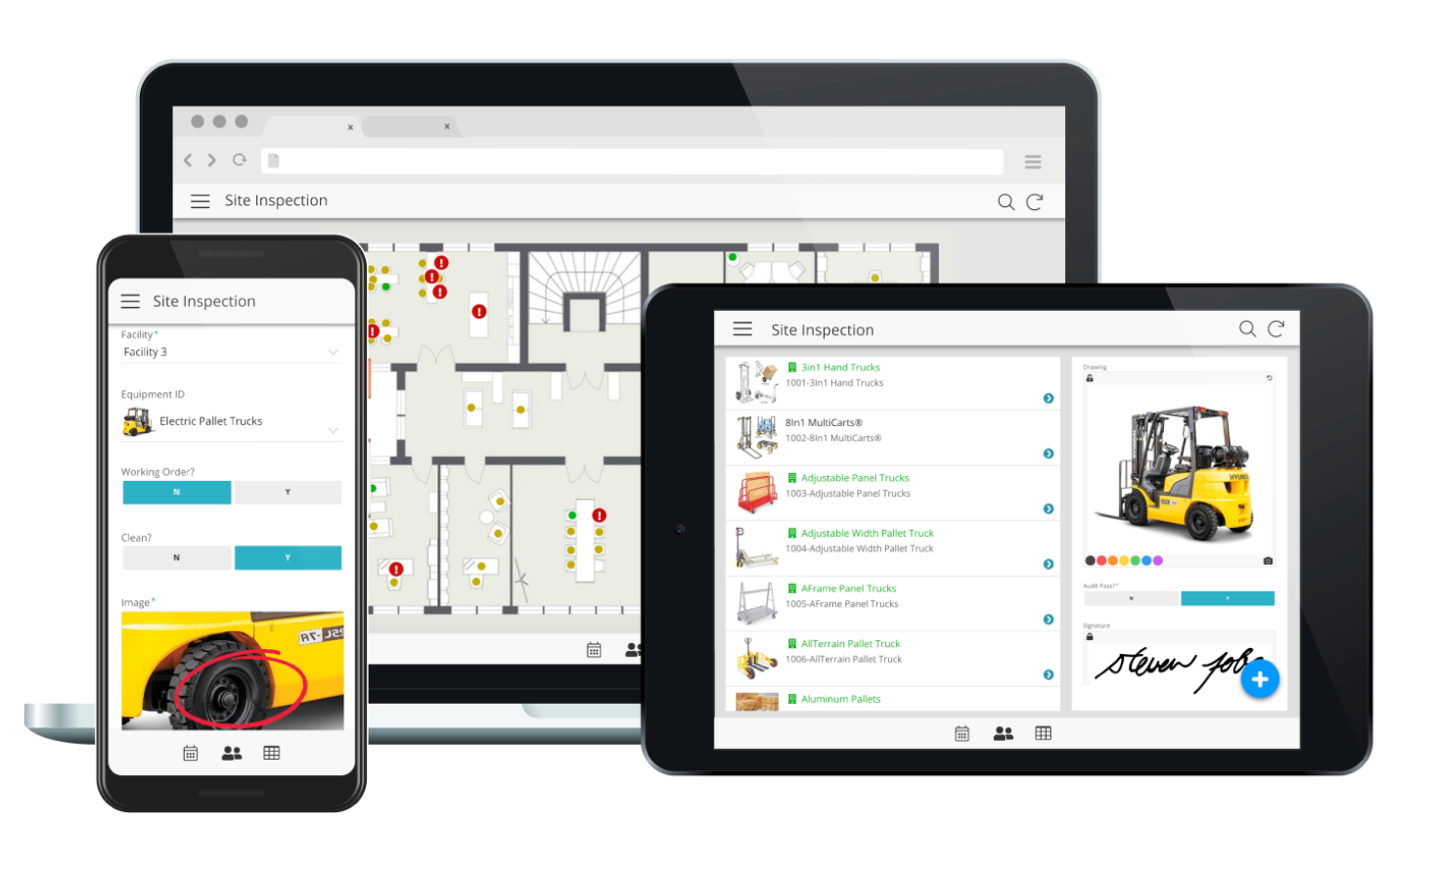 Site Inspection
Site Inspection
Facility*
Facility 3
Equipment ID
Electric Pallet Trucks
Working Order?
N
Y
Clean?
N
Y
Image*
25L-7A
Site Inspection
3in1 Hand Trucks
1001-3In1 Hand Trucks
8In1 MultiCarts®
1002-8In1 MultiCarts®
Adjustable Panel Trucks
1003-Adjustable Panel Trucks
Adjustable Width Pallet Truck
1004-Adjustable Width Pallet Truck
AFrame Panel Trucks
1005-AFrame Panel Trucks
AllTerrain Pallet Truck
1006-AllTerrain Pallet Truck
Aluminum Pallets
Drawing
HYUNDAI
Audit Pass?*
N
Y
Signature
steven jobs